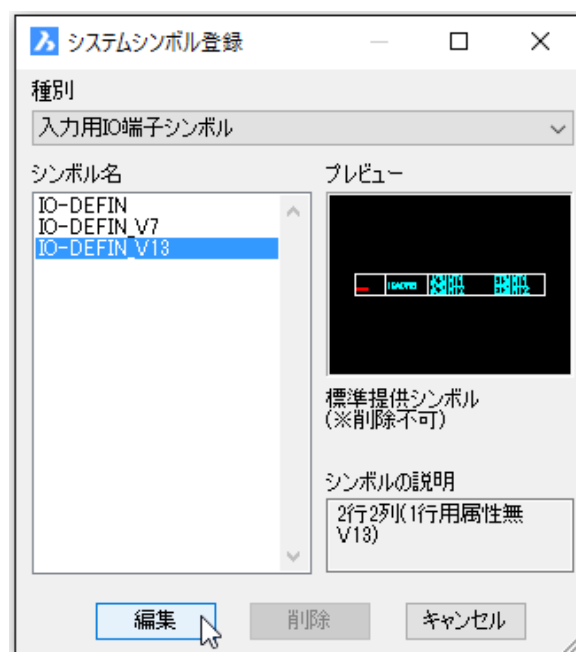 システムシンボル登録
種別
入力用IO端子シンボル
シンボル名
プレビュー
IO-DEFIN
IO-DEFIN_V7
IO-DEFIN_V13
標準提供シンボル
(※削除不可)
シンボルの説明
2行2列(1行用属性無
V13)
編集
削除
キャンセル